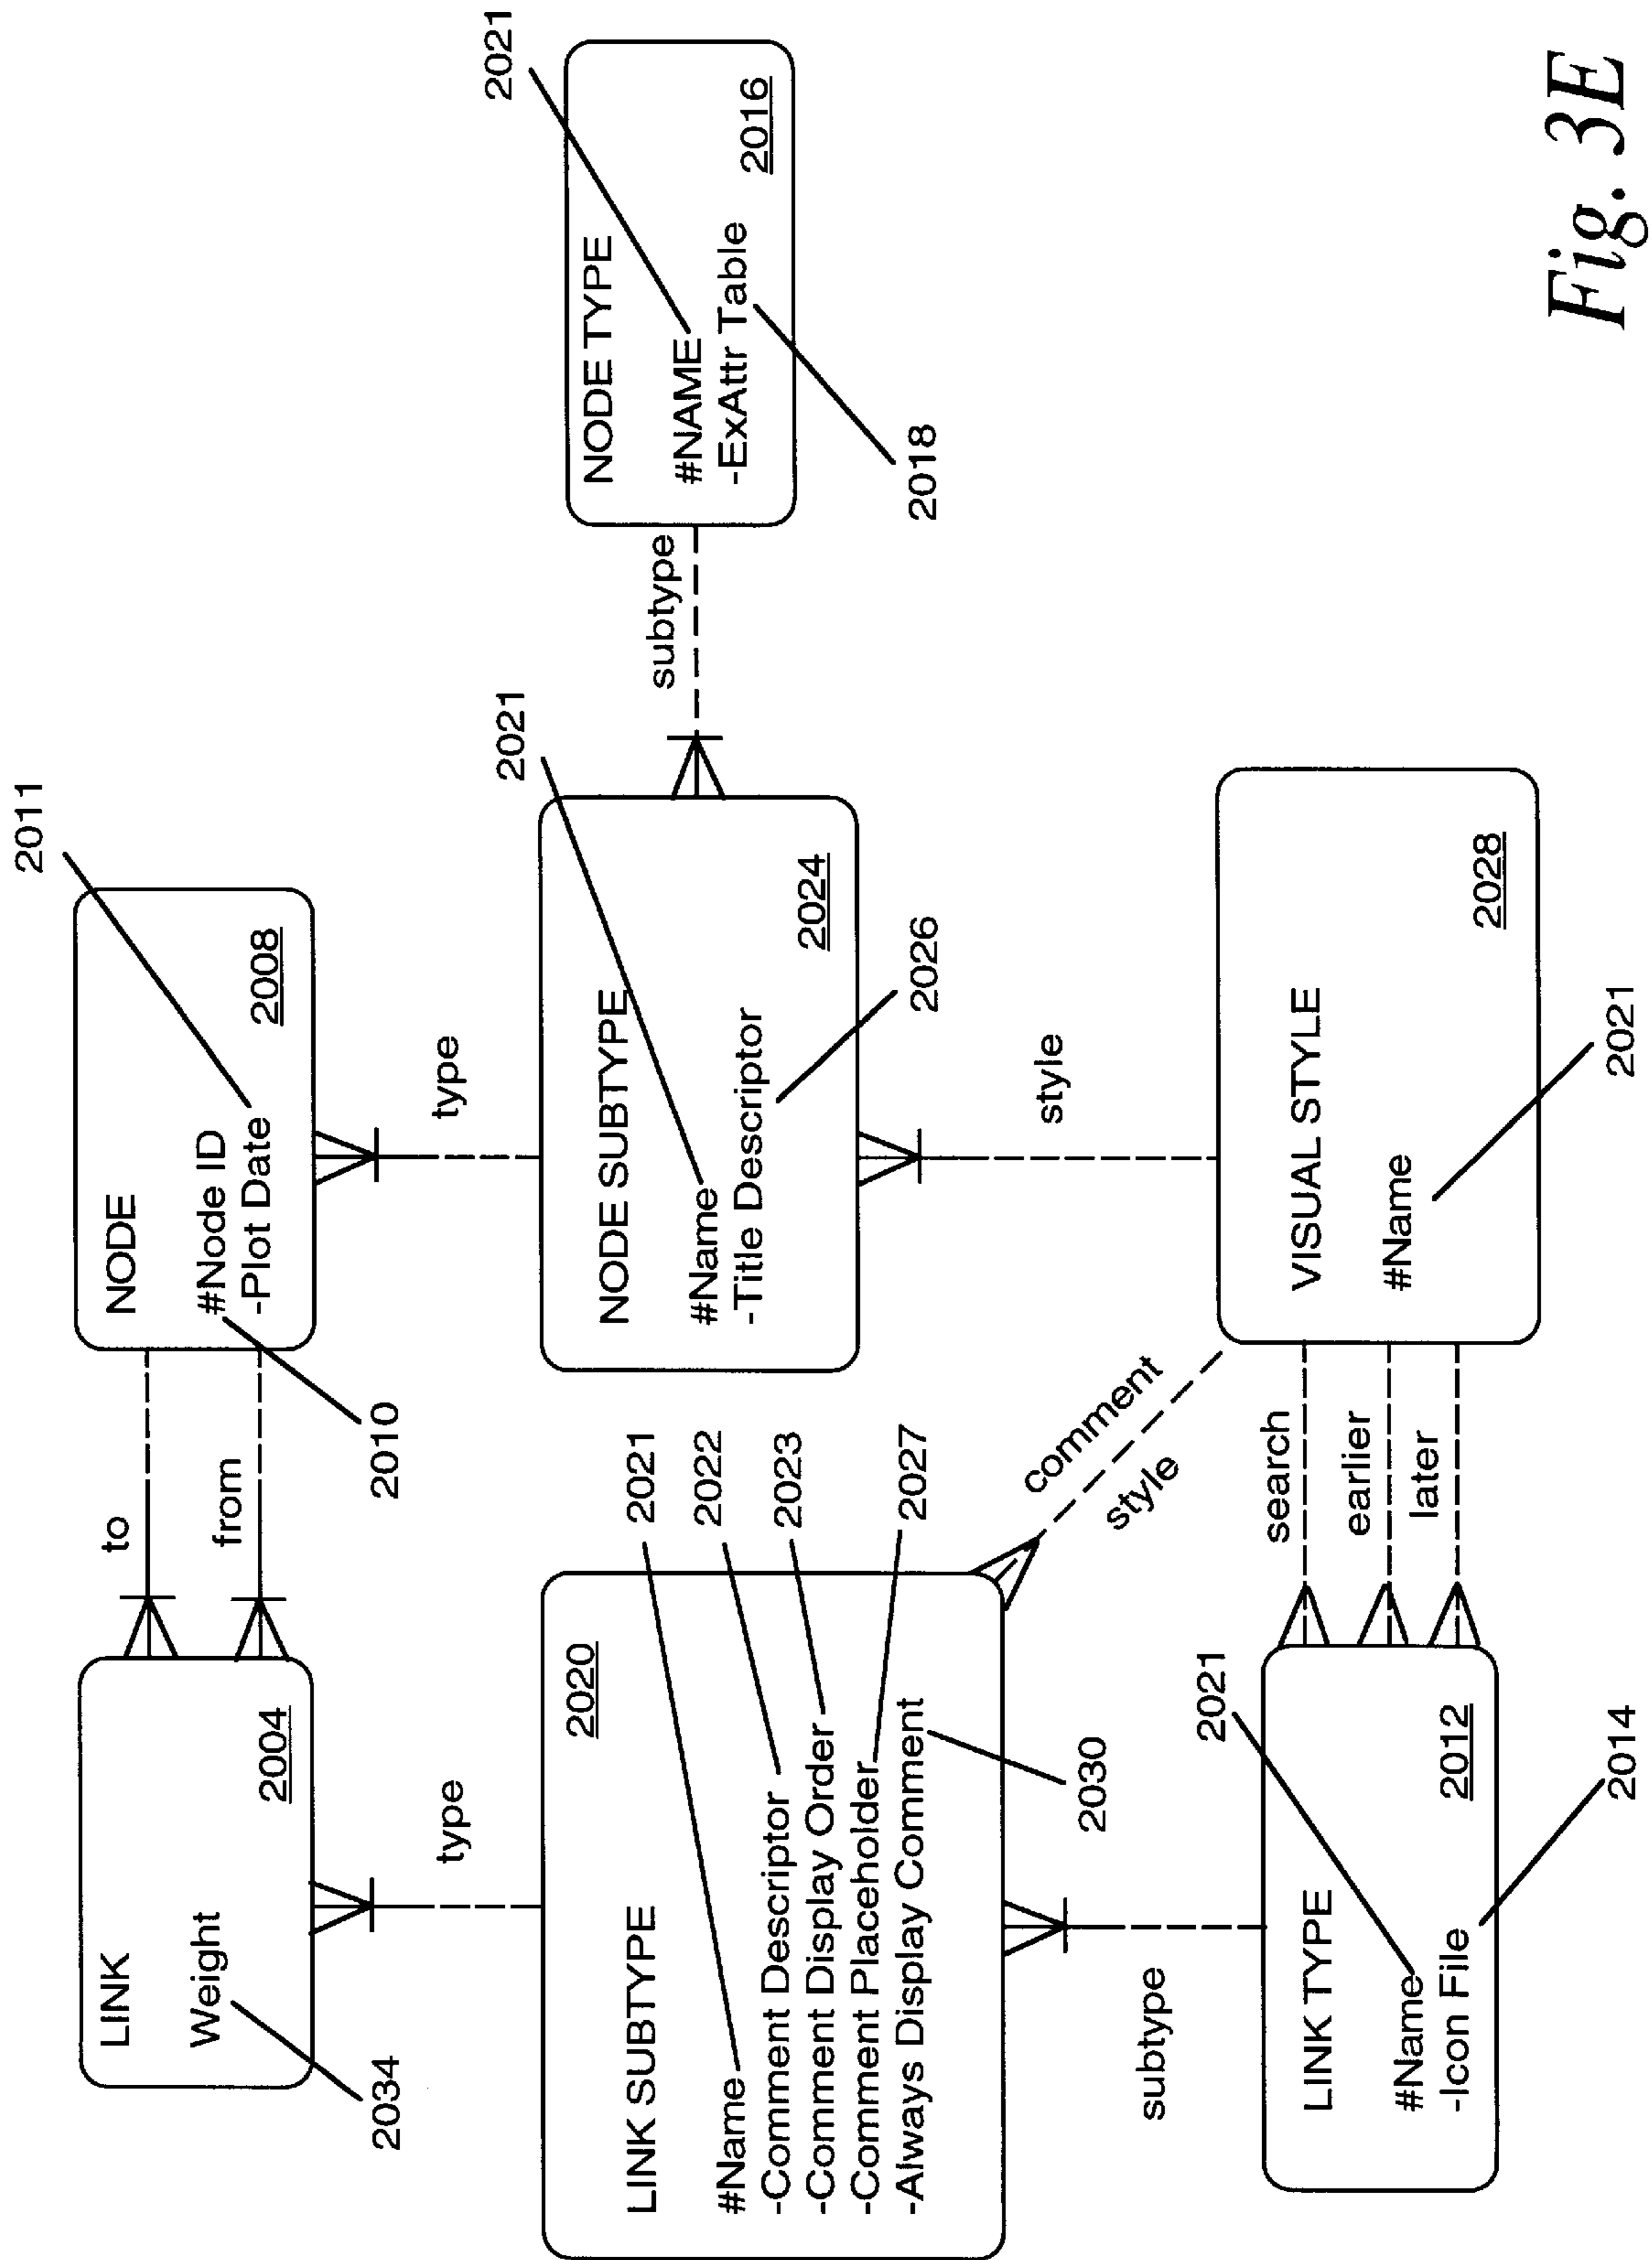 2011
NODE
2008
#Node ID
-Plot Date
2010
to
from
LINK
2004
Weight
2034
type
type
2021
NODE SUBTYPE
2024
#Name
-Title Descriptor
2026
subtype
2021
NODE TYPE
2016
#NAME
-ExAttr Table
2018
LINK SUBTYPE
2020
#Name
-Comment Descriptor
-Comment Display Order
-Comment Placeholder
-Always Display Comment
2021
2022
2023
2027
2030
comment
style
style
subtype
search
earlier
later
VISUAL STYLE
2028
#Name
2021
2021
LINK TYPE
2012
#Name
-Icon File
2014
Fig. 3E